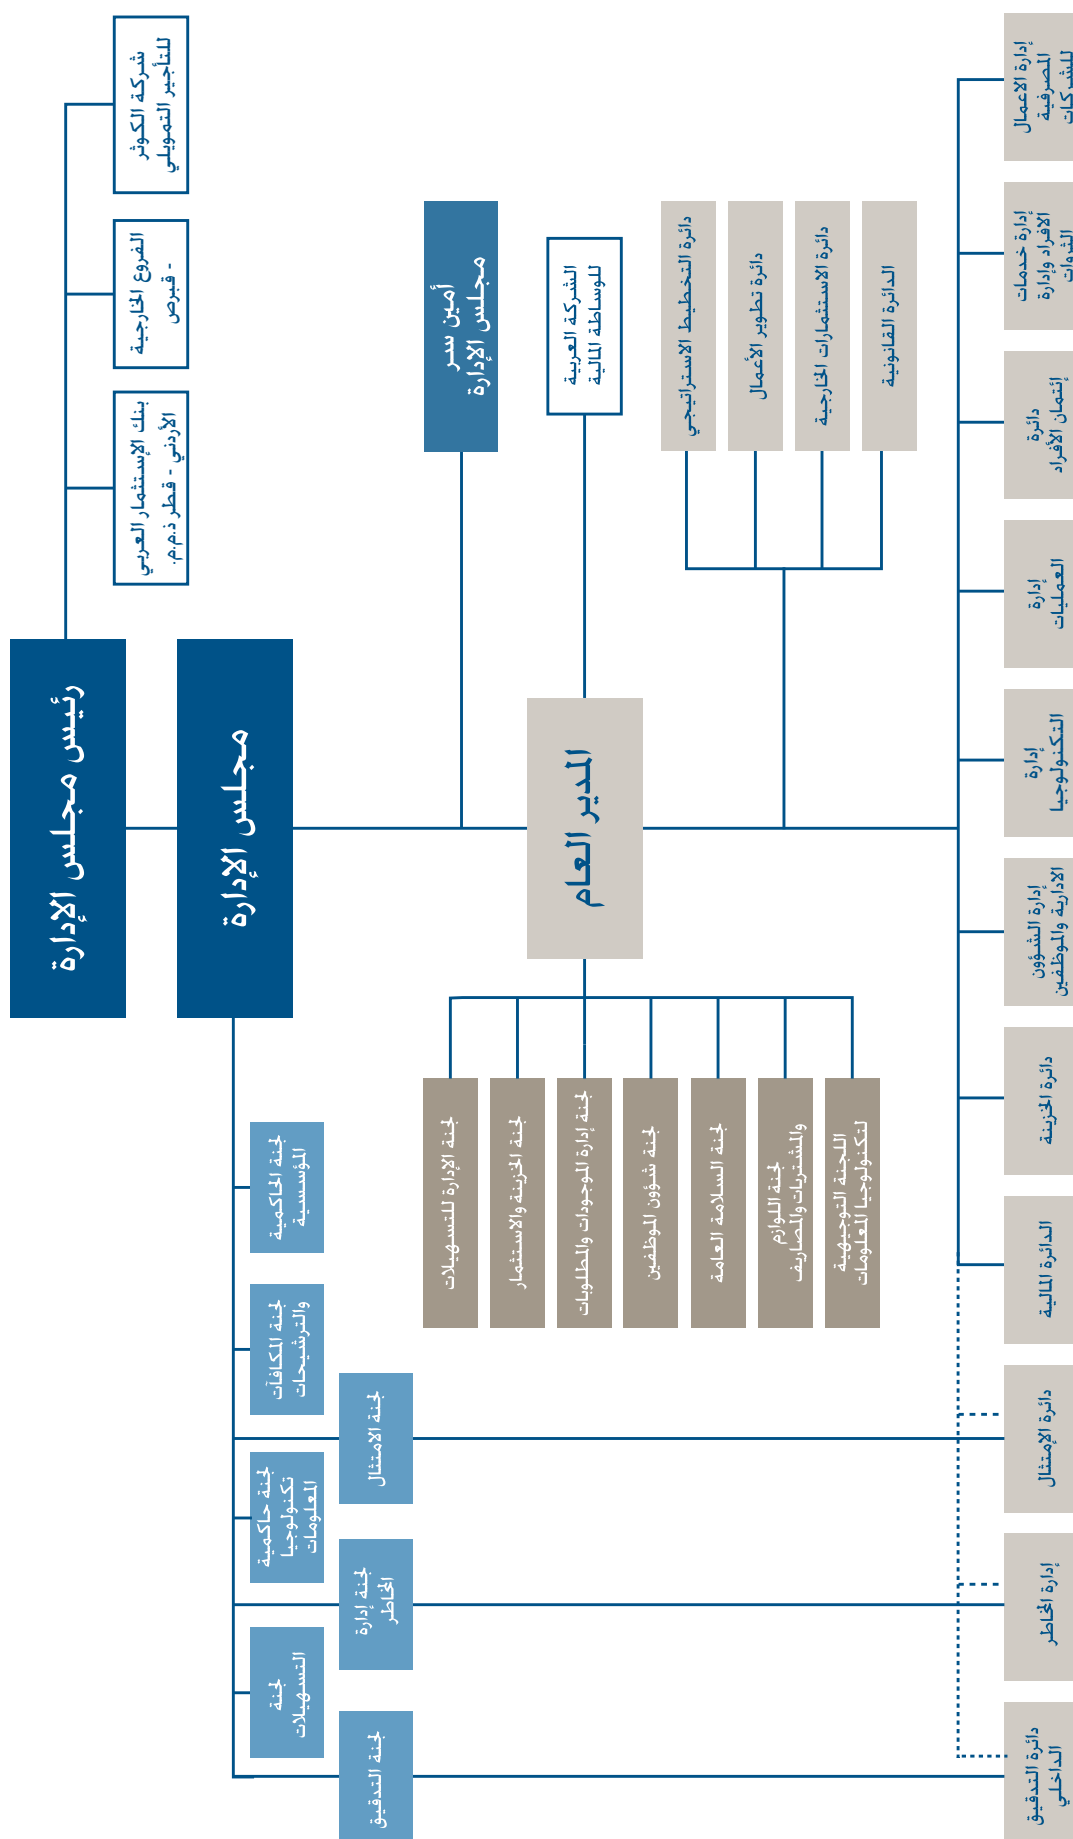 رئيس مجلس الإدارة
مجلس الإدارة
شركة الكوثر
للتأجير التمويلي
الفروع الخارجية
- قبرص
بنك الإستثمار العربي
الأردني - قطر ذ.م.م.
أمين سر
مجلس الإدارة
الشركة العربية
للوساطة المالية
المدير العام
دائرة التخطيط الاستراتيجي
دائرة تطوير الأعمال
دائرة الاستثمارات الخارجية
الدائرة القانونية
لجنة الحاكمية
المؤسسية
لجنة المكافآت
والترشيحات
لجنة حاكمية
تكنولوجيا
المعلومات
لجنة
التسهيلات
لجنة الامتثال
لجنة إدارة
المخاطر
لجنة التدقيق
لجنة الإدارة للتسهيلات
لجنة الخزينة والاستثمار
لجنة إدارة الموجودات والمطلوبات
لجنة شؤون الموظفين
لجنة السلامة العامة
لجنة اللوازم
والمشتريات والمصاريف
اللجنة التوجيهية
لتكنولوجيا المعلومات
إدارة الاعمال
المصرفية
للشركات
إدارة خدمات
الافراد وإدارة
الثروات
دائرة
إئتمان الأفراد
إدارة
العمليات
إدارة
التكنولوجيا
إدارة الشؤون
الادارية والموظفين
دائرة الخزينة
الدائرة المالية
دائرة الإمتثال
إدارة المخاطر
دائرة التدقيق
الداخلي